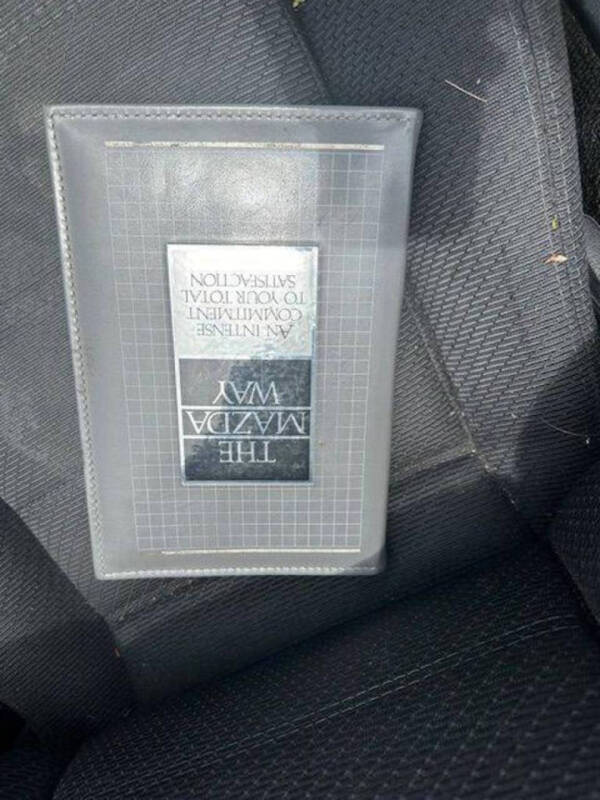 THE
MAZDA
WAY
AN INTENSE
COMMITMENT
TO YOUR TOTAL
SATISFACTION